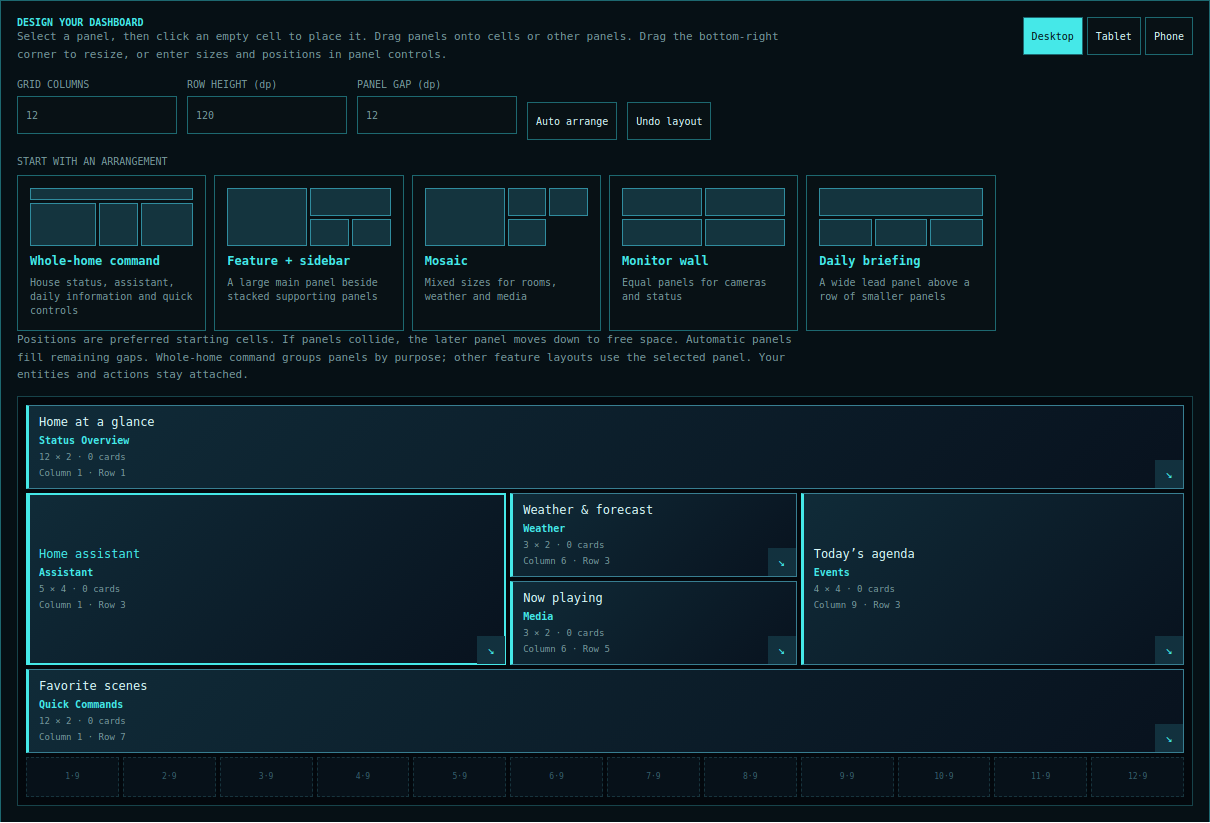 DESIGN YOUR DASHBOARD
Select a panel, then click an empty cell to place it. Drag panels onto cells or other panels. Drag the bottom-right
corner to resize, or enter sizes and positions in panel controls.
Desktop
Tablet
Phone
GRID COLUMNS
ROW HEIGHT (dp)
PANEL GAP (dp)
12
120
12
Auto arrange
Undo layout
START WITH AN ARRANGEMENT
Whole-home command
House status, assistant,
daily information and quick
controls
Feature + sidebar
A large main panel beside
stacked supporting panels
Mosaic
Mixed sizes for rooms,
weather and media
Monitor wall
Equal panels for cameras
and status
Daily briefing
A wide lead panel above a
row of smaller panels
Positions are preferred starting cells. If panels collide, the later panel moves down to free space. Automatic panels
fill remaining gaps. Whole-home command groups panels by purpose; other feature layouts use the selected panel. Your
entities and actions stay attached.
Home at a glance
Status Overview
12 × 2 · 0 cards
Column 1 · Row 1
↘
Home assistant
Assistant
5 × 4 · 0 cards
Column 1 · Row 3
↘
Weather & forecast
Weather
3 × 2 · 0 cards
Column 6 · Row 3
↘
Now playing
Media
3 × 2 · 0 cards
Column 6 · Row 5
↘
Today’s agenda
Events
4 × 4 · 0 cards
Column 9 · Row 3
↘
Favorite scenes
Quick Commands
12 × 2 · 0 cards
Column 1 · Row 7
↘
1·9
2·9
3·9
4·9
5·9
6·9
7·9
8·9
9·9
10·9
11·9
12·9